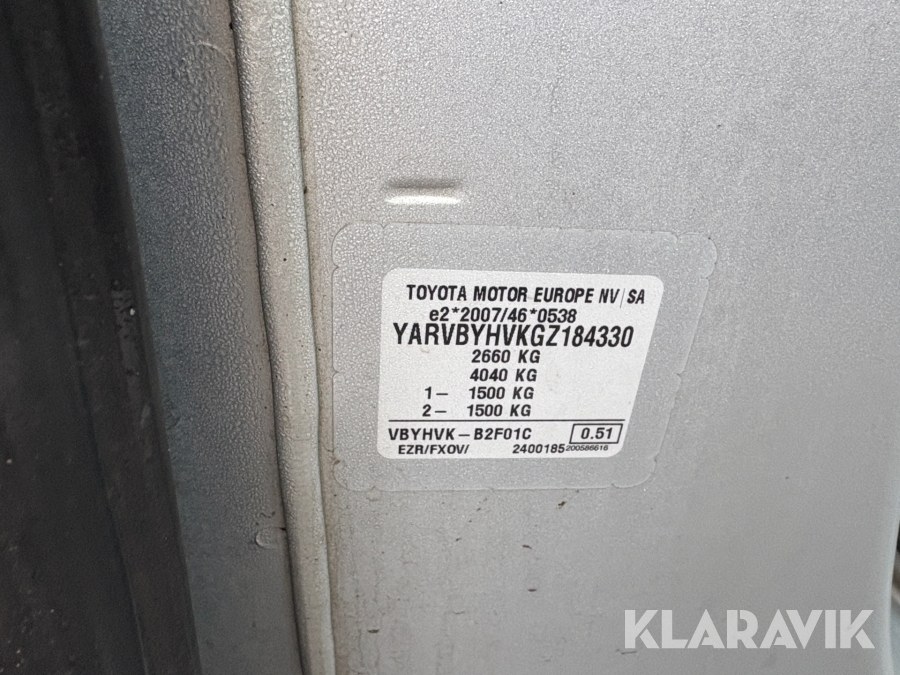 TOYOTA MOTOR EUROPE NV/SA
e2*2007/46*0538
YARVBYHVKGZ184330
2660 KG
4040 KG
1- 1500 KG
2- 1500 KG
VBYHVK-B2F01C 0.51
EZR/FXOV/ 2400185 200586616
KLARAVIK